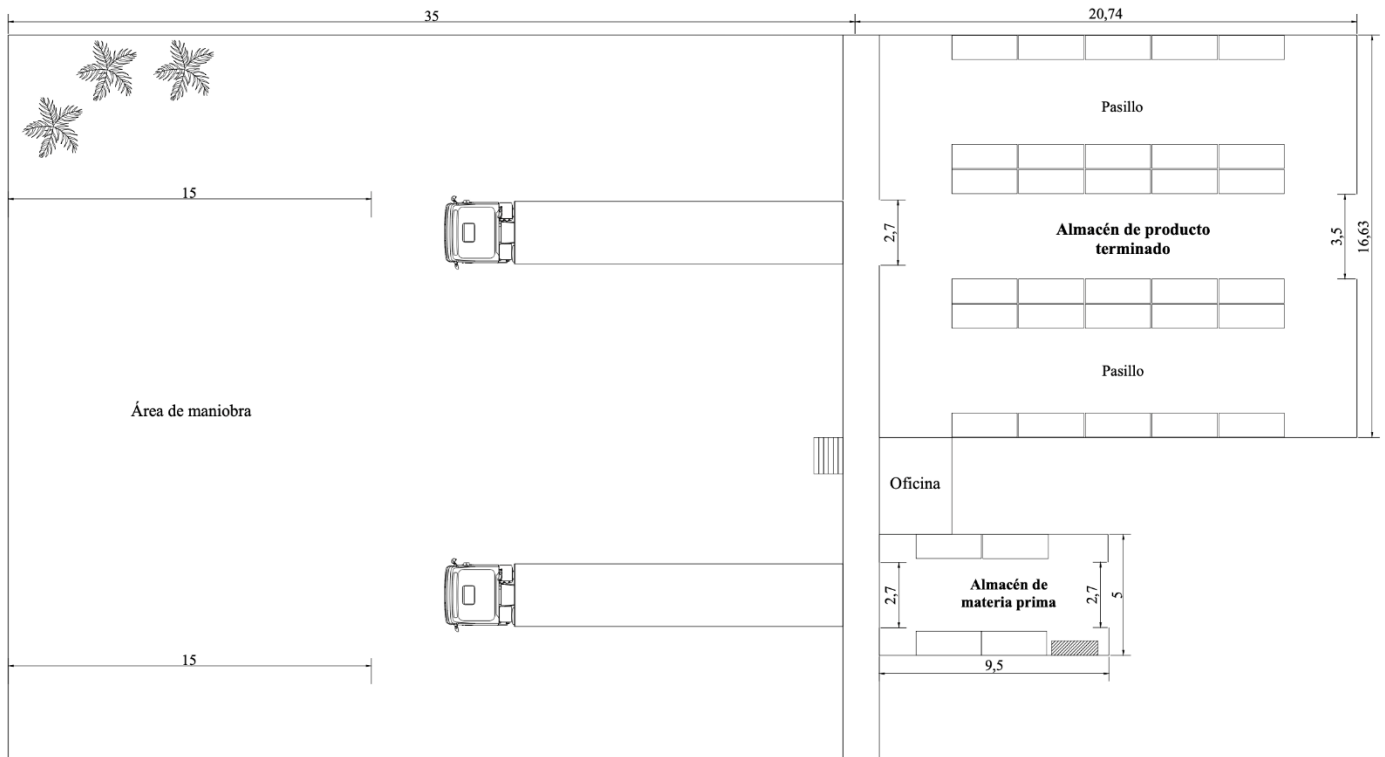 35
20,74
Pasillo
15
2,7
Almacén de producto
terminado
3,5
16,63
Pasillo
Área de maniobra
Oficina
2,7
Almacén de
materia prima
2,7
5
15
9,5